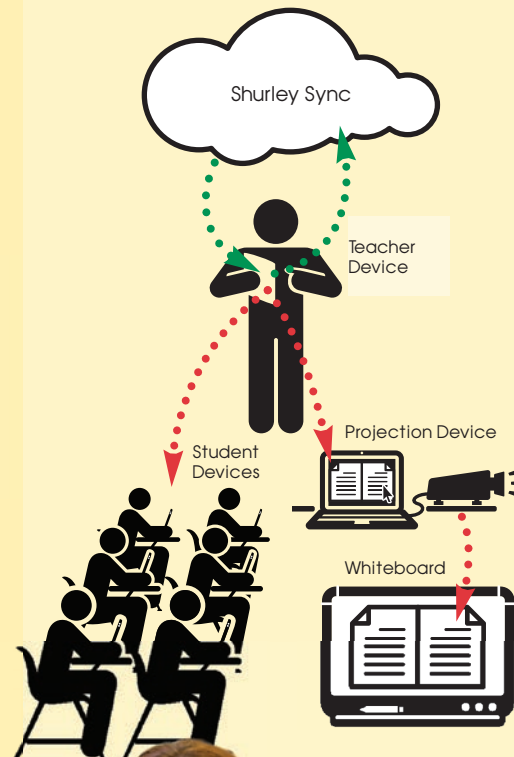 Shurley Sync
Teacher
Device
Projection Device
Student
Devices
Whiteboard